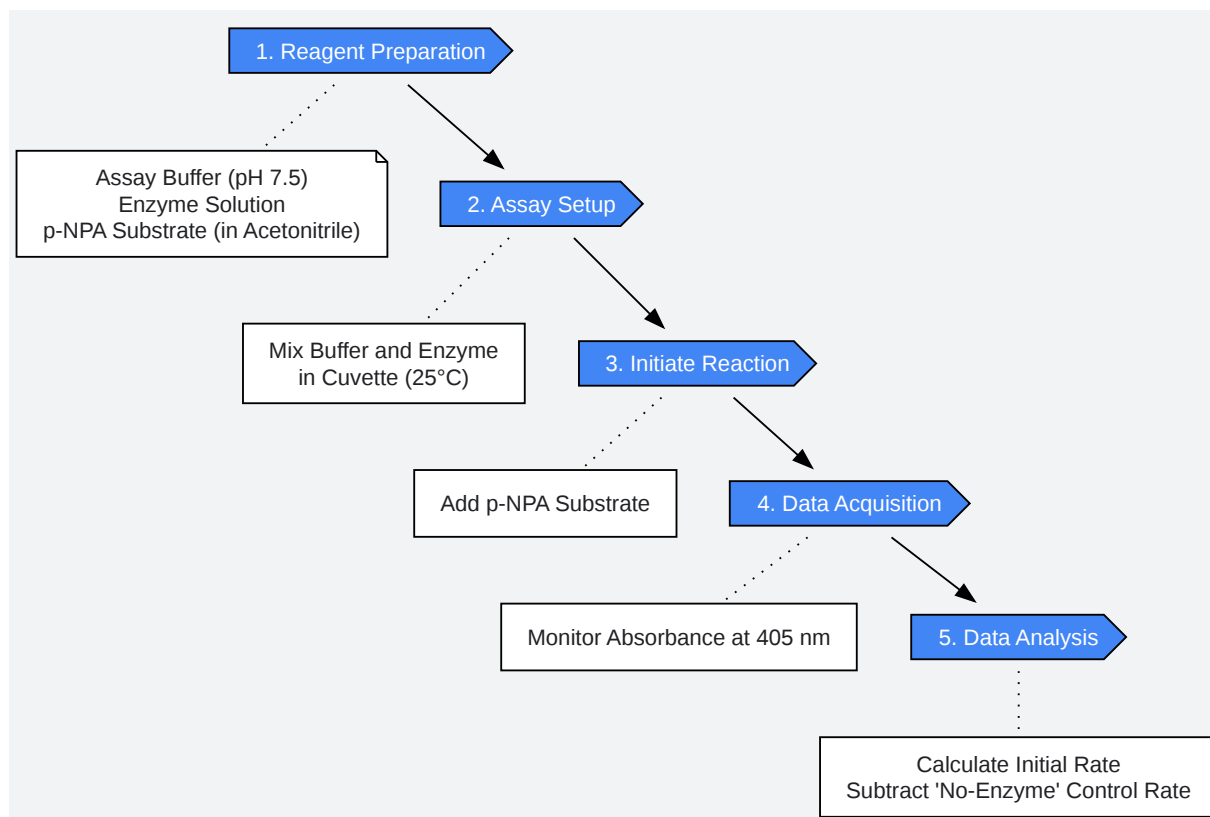 1. Reagent Preparation
Assay Buffer (pH 7.5)
Enzyme Solution
p-NPA Substrate (in Acetonitrile)
2. Assay Setup
Mix Buffer and Enzyme
in Cuvette (25°C)
3. Initiate Reaction
Add p-NPA Substrate
4. Data Acquisition
Monitor Absorbance at 405 nm
5. Data Analysis
Calculate Initial Rate
Subtract 'No-Enzyme' Control Rate